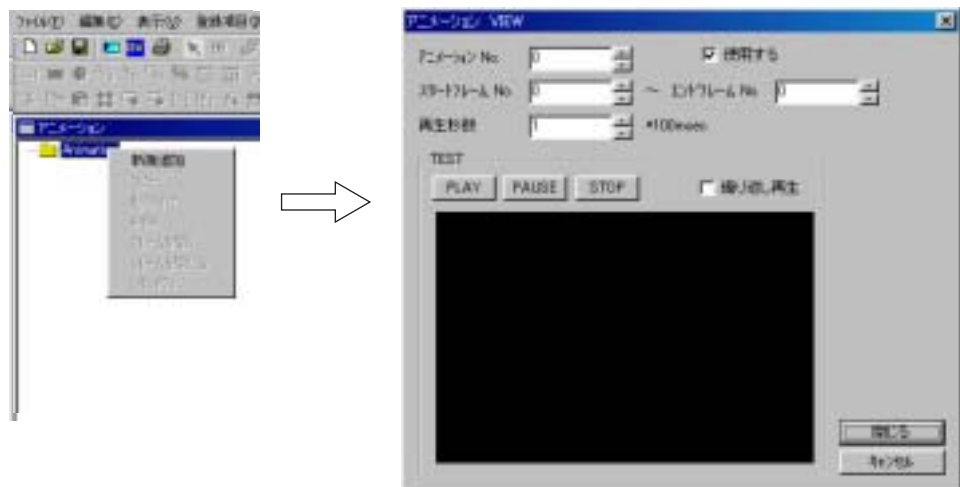 ファイル(F) 編集(E) 表示(V) 登録項目
アニメーション
Animation
新規追加
アニメーション VIEW
アニメーション No. 0
使用する
スタートフレーム No. 0 ～ エンドフレーム No. 0
再生秒数 1 *100msec
TEST
PLAY PAUSE STOP
繰り返し再生
閉じる
キャンセル